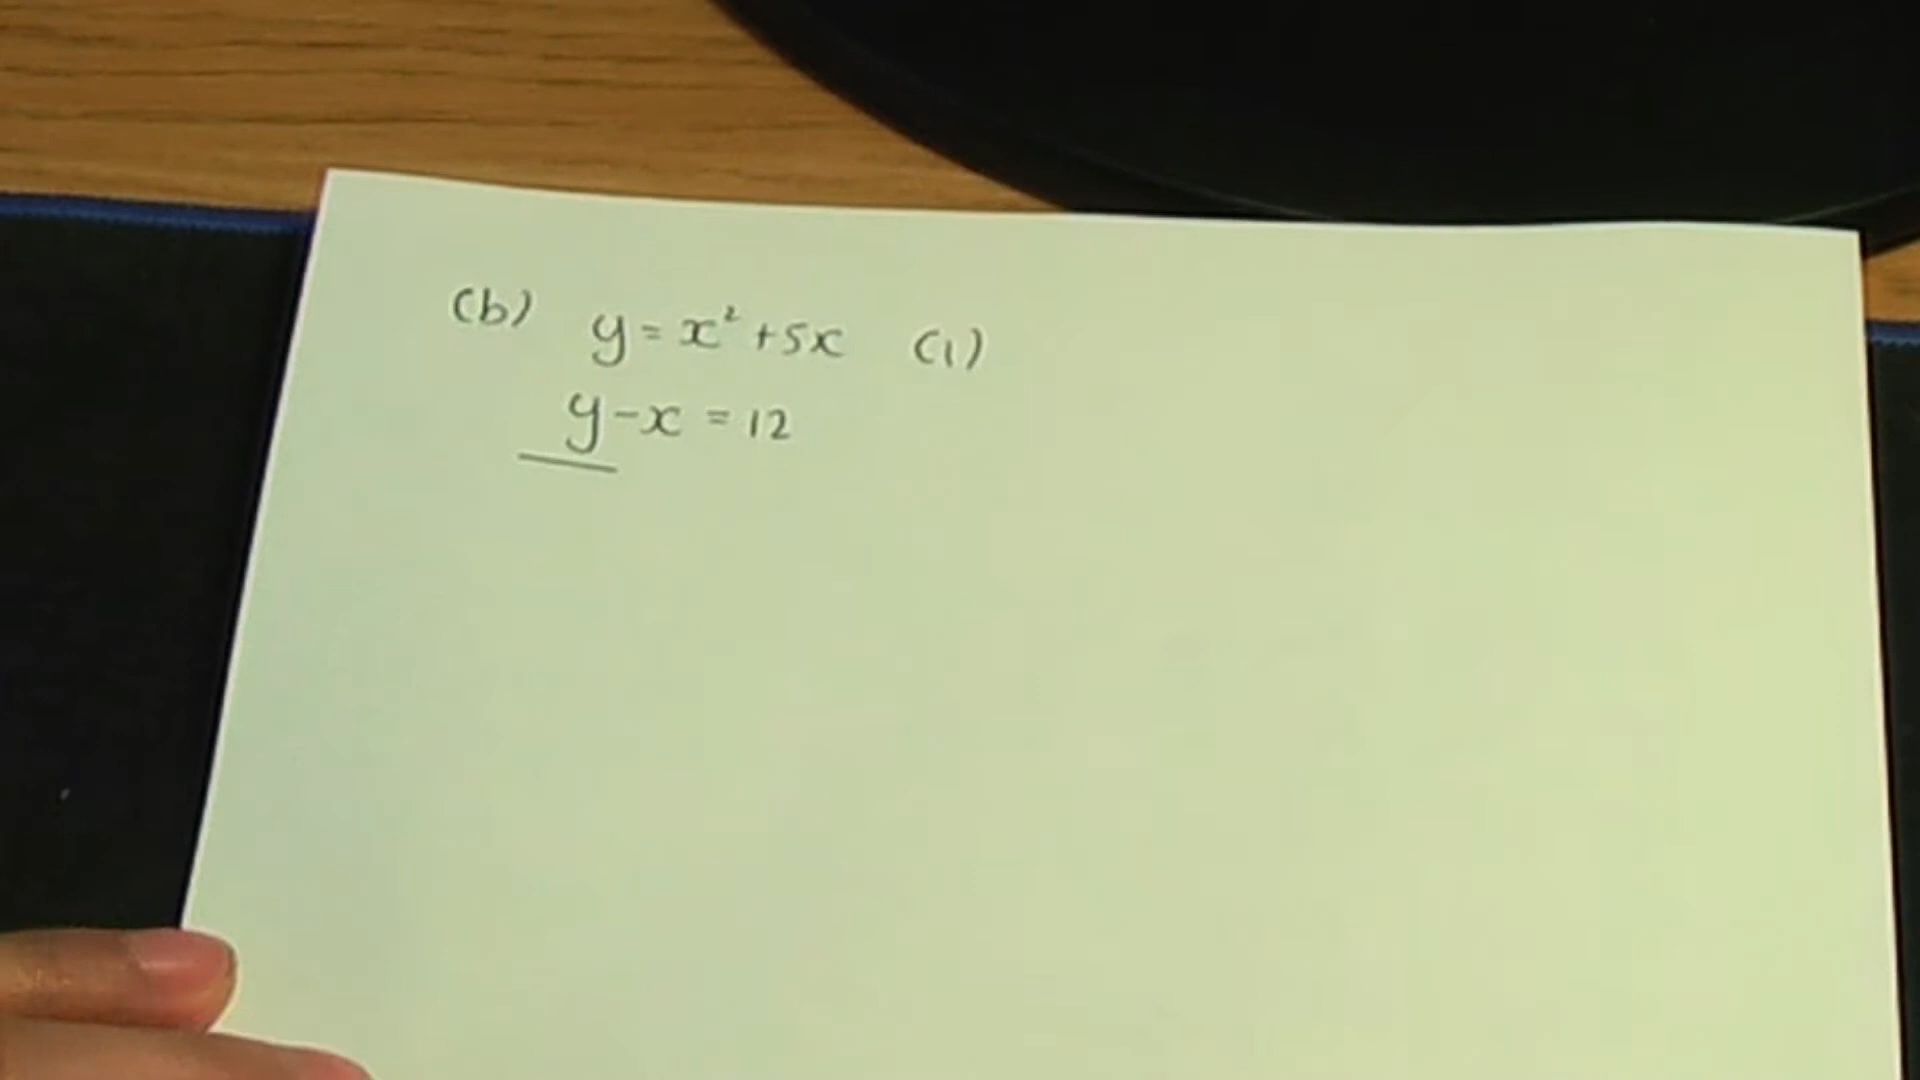 (b) y = x² + 5x (1)
y - x = 12